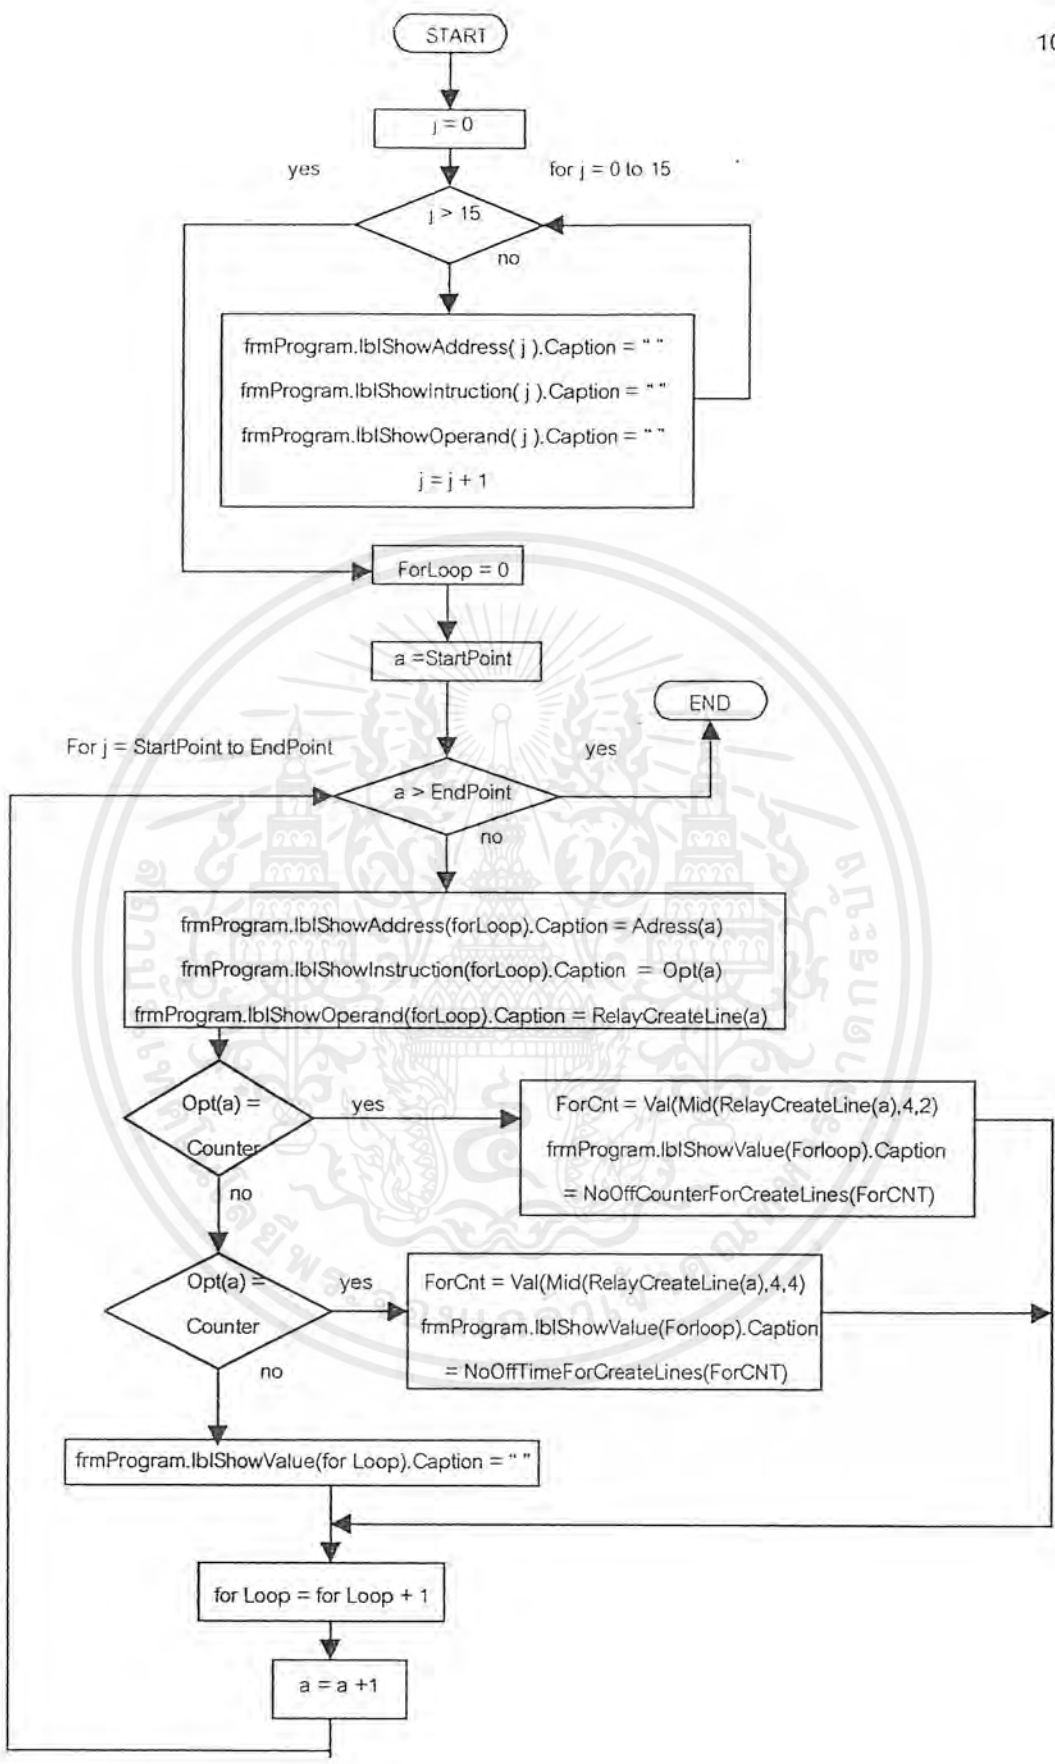 START
10
j = 0
yes
for j = 0 to 15
j > 15
no
frmProgram.lblShowAddress( j ).Caption = “ ”
frmProgram.lblShowIntruction( j ).Caption = “ ”
frmProgram.lblShowOperand( j ).Caption = “ ”
j = j + 1
ForLoop = 0
a =StartPoint
END
For j = StartPoint to EndPoint
yes
a > EndPoint
no
frmProgram.lblShowAddress(forLoop).Caption = Adress(a)
frmProgram.lblShowInstruction(forLoop).Caption = Opt(a)
frmProgram.lblShowOperand(forLoop).Caption = RelayCreateLine(a)
Opt(a) =
Counter
yes
no
ForCnt = Val(Mid(RelayCreateLine(a),4,2)
frmProgram.lblShowValue(Forloop).Caption
= NoOffCounterForCreateLines(ForCNT)
Opt(a) =
Counter
yes
no
ForCnt = Val(Mid(RelayCreateLine(a),4,4)
frmProgram.lblShowValue(Forloop).Caption
= NoOffTimeForCreateLines(ForCNT)
frmProgram.lblShowValue(for Loop).Caption = “ ”
for Loop = for Loop + 1
a = a +1